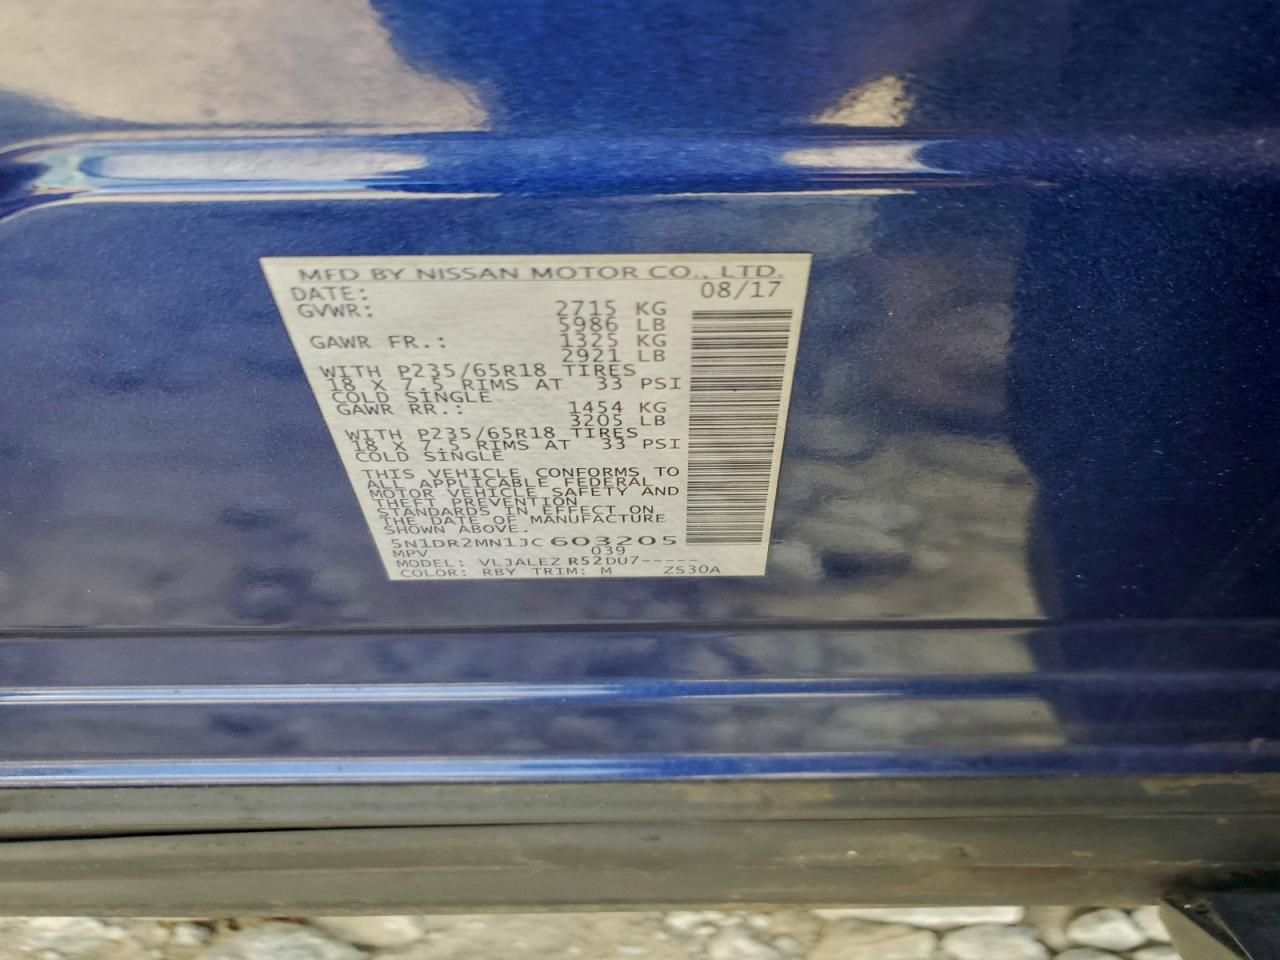 MFD BY NISSAN MOTOR CO., LTD.
DATE: 08/17
GVWR: 2715 KG
5986 LB
GAWR FR.: 1325 KG
2921 LB
WITH P235/65R18 TIRES
18 X 7.5 RIMS AT 33 PSI
COLD SINGLE
GAWR RR.: 1454 KG
3205 LB
WITH P235/65R18 TIRES
18 X 7.5 RIMS AT 33 PSI
COLD SINGLE
THIS VEHICLE CONFORMS TO
ALL APPLICABLE FEDERAL
MOTOR VEHICLE SAFETY AND
THEFT PREVENTION
STANDARDS IN EFFECT ON
THE DATE OF MANUFACTURE
SHOWN ABOVE.
5N1DR2MN1JC603205
MPV 039
MODEL: VLJALEZ R52DU7-----
COLOR: RBY TRIM: M ZS30A